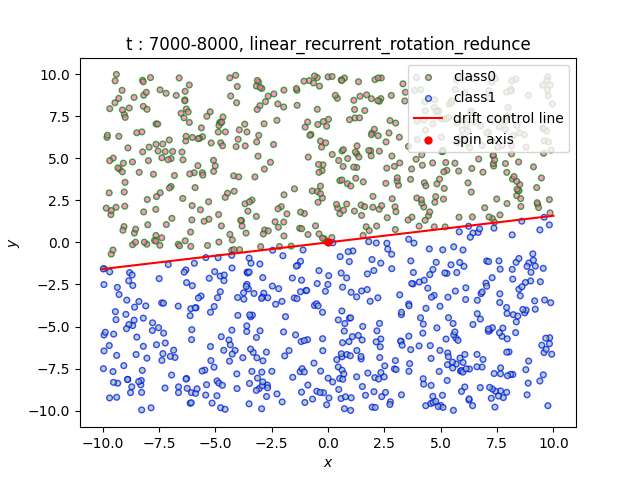 t : 7000-8000, linear_recurrent_rotation_redunce
class0
class1
drift control line
spin axis
10.0
7.5
5.0
2.5
0.0
−2.5
−5.0
−7.5
−10.0
y
−10.0 −7.5 −5.0 −2.5 0.0 2.5 5.0 7.5 10.0
x